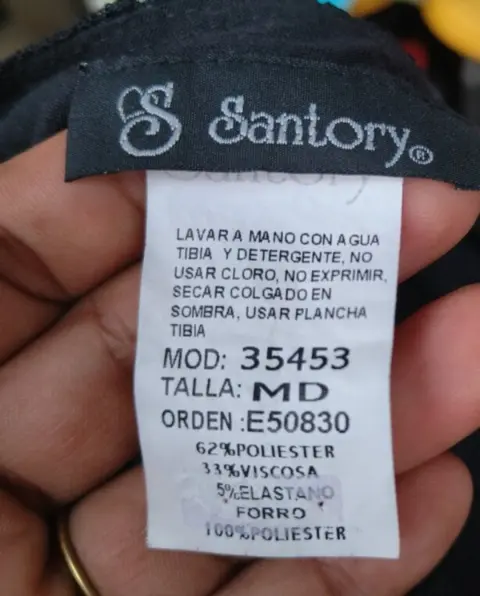 S Santory®
LAVAR A MANO CON AGUA
TIBIA Y DETERGENTE, NO
USAR CLORO, NO EXPRIMIR,
SECAR COLGADO EN
SOMBRA, USAR PLANCHA
TIBIA
MOD: 35453
TALLA: MD
ORDEN :E50830
62%POLIESTER
33%VISCOSA
5%ELASTANO
FORRO
100%POLIESTER